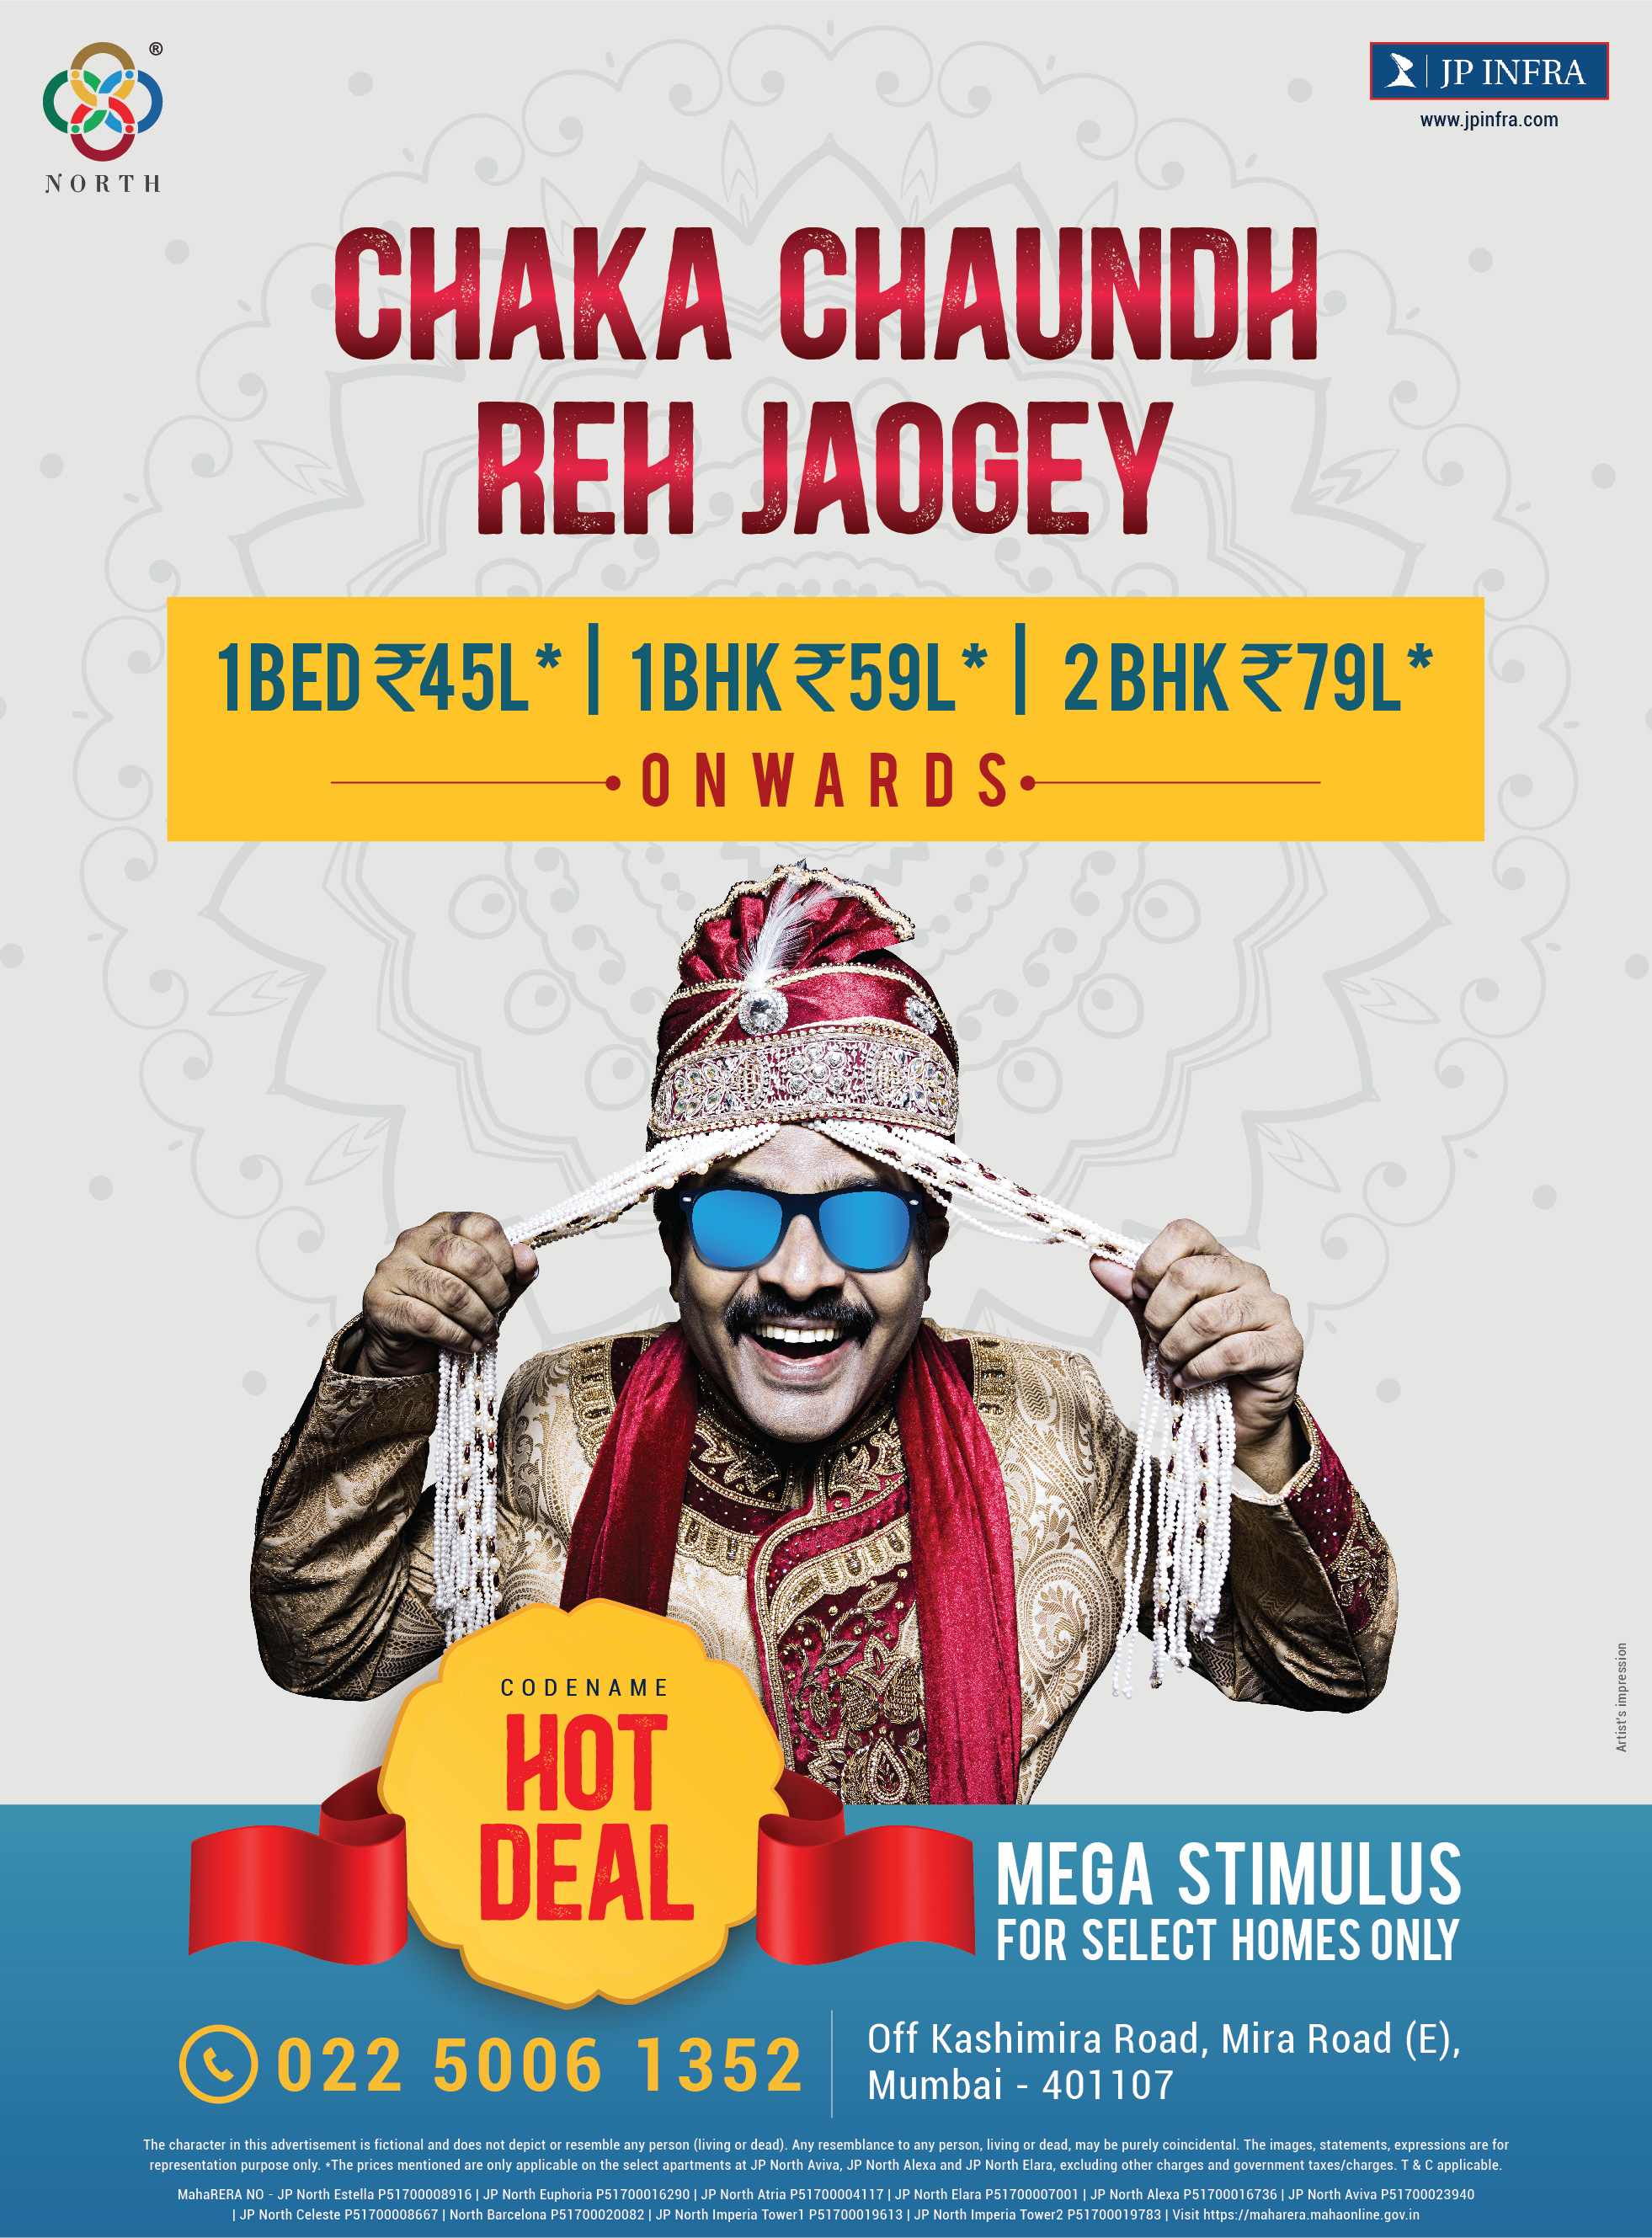 ®
NORTH
JP INFRA
www.jpinfra.com
CHAKA CHAUNDH
REH JAOGEY
1BED ₹45L* | 1BHK ₹59L* | 2BHK ₹79L*
ONWARDS
Artist's impression
CODENAME
HOT
DEAL
MEGA STIMULUS
FOR SELECT HOMES ONLY
022 5006 1352
Off Kashimira Road, Mira Road (E),
Mumbai - 401107
The character in this advertisement is fictional and does not depict or resemble any person (living or dead). Any resemblance to any person, living or dead, may be purely coincidental. The images, statements, expressions are for
representation purpose only. *The prices mentioned are only applicable on the select apartments at JP North Aviva, JP North Alexa and JP North Elara, excluding other charges and government taxes/charges. T & C applicable.
MahaRERA NO - JP North Estella P51700008916 | JP North Euphoria P51700016290 | JP North Atria P51700004117 | JP North Elara P51700007001 | JP North Alexa P51700016736 | JP North Aviva P51700023940
| JP North Celeste P51700008667 | North Barcelona P51700020082 | JP North Imperia Tower1 P51700019613 | JP North Imperia Tower2 P51700019783 | Visit https://maharera.mahaonline.gov.in